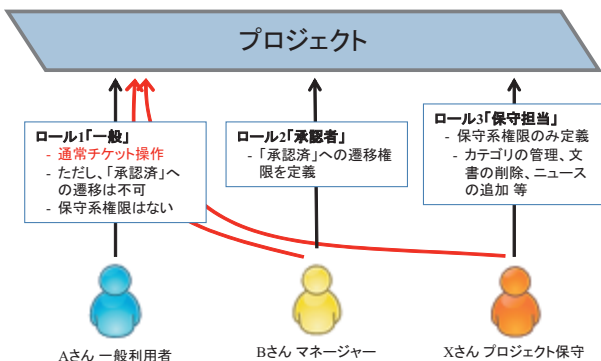 プロジェクト
ロール1「一般」
- 通常チケット操作
- ただし、「承認済」へ
の遷移は不可
- 保守系権限はない
ロール2「承認者」
- 「承認済」への遷移権
限を定義
ロール3「保守担当」
- 保守系権限のみ定義
- カテゴリの管理、文
書の削除、ニュース
の追加 等
Aさん 一般利用者
Bさん マネージャー
Xさん プロジェクト保守